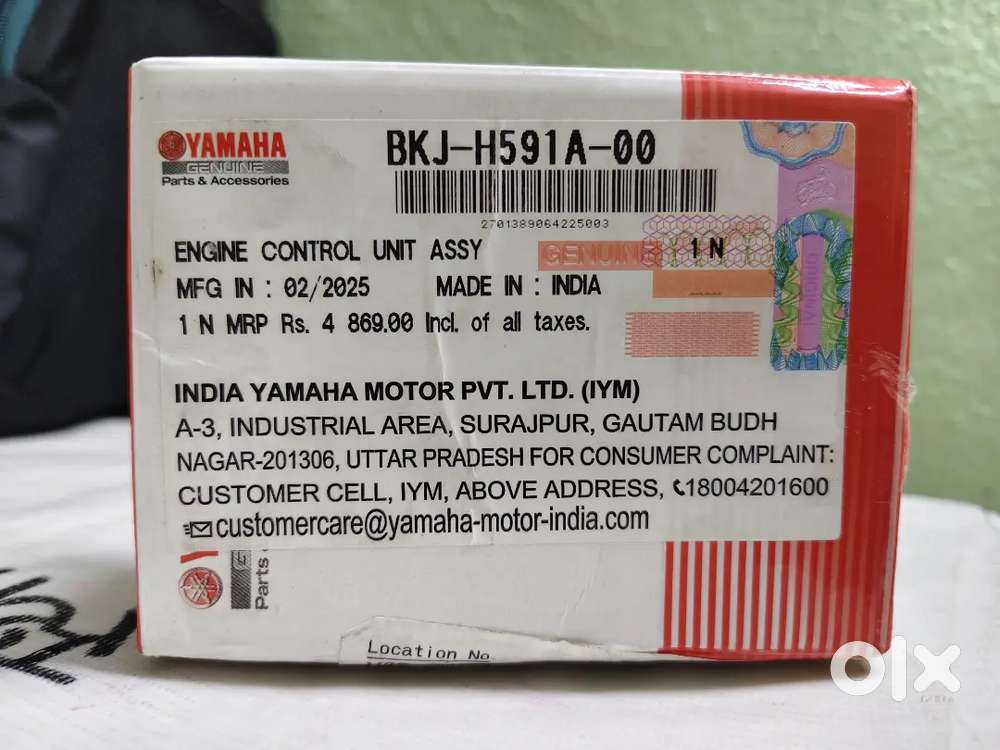 YAMAHA
GENUINE
Parts & Accessories
BKJ-H591A-00
2701389064225003
ENGINE CONTROL UNIT ASSY
GENUINE
1 N
MFG IN : 02/2025 MADE IN : INDIA
1 N MRP Rs. 4 869.00 Incl. of all taxes.
INDIA YAMAHA MOTOR PVT. LTD. (IYM)
A-3, INDUSTRIAL AREA, SURAJPUR, GAUTAM BUDH
NAGAR-201306, UTTAR PRADESH FOR CONSUMER COMPLAINT:
CUSTOMER CELL, IYM, ABOVE ADDRESS, 18004201600
customercare@yamaha-motor-india.com
Parts
Location No.
olx